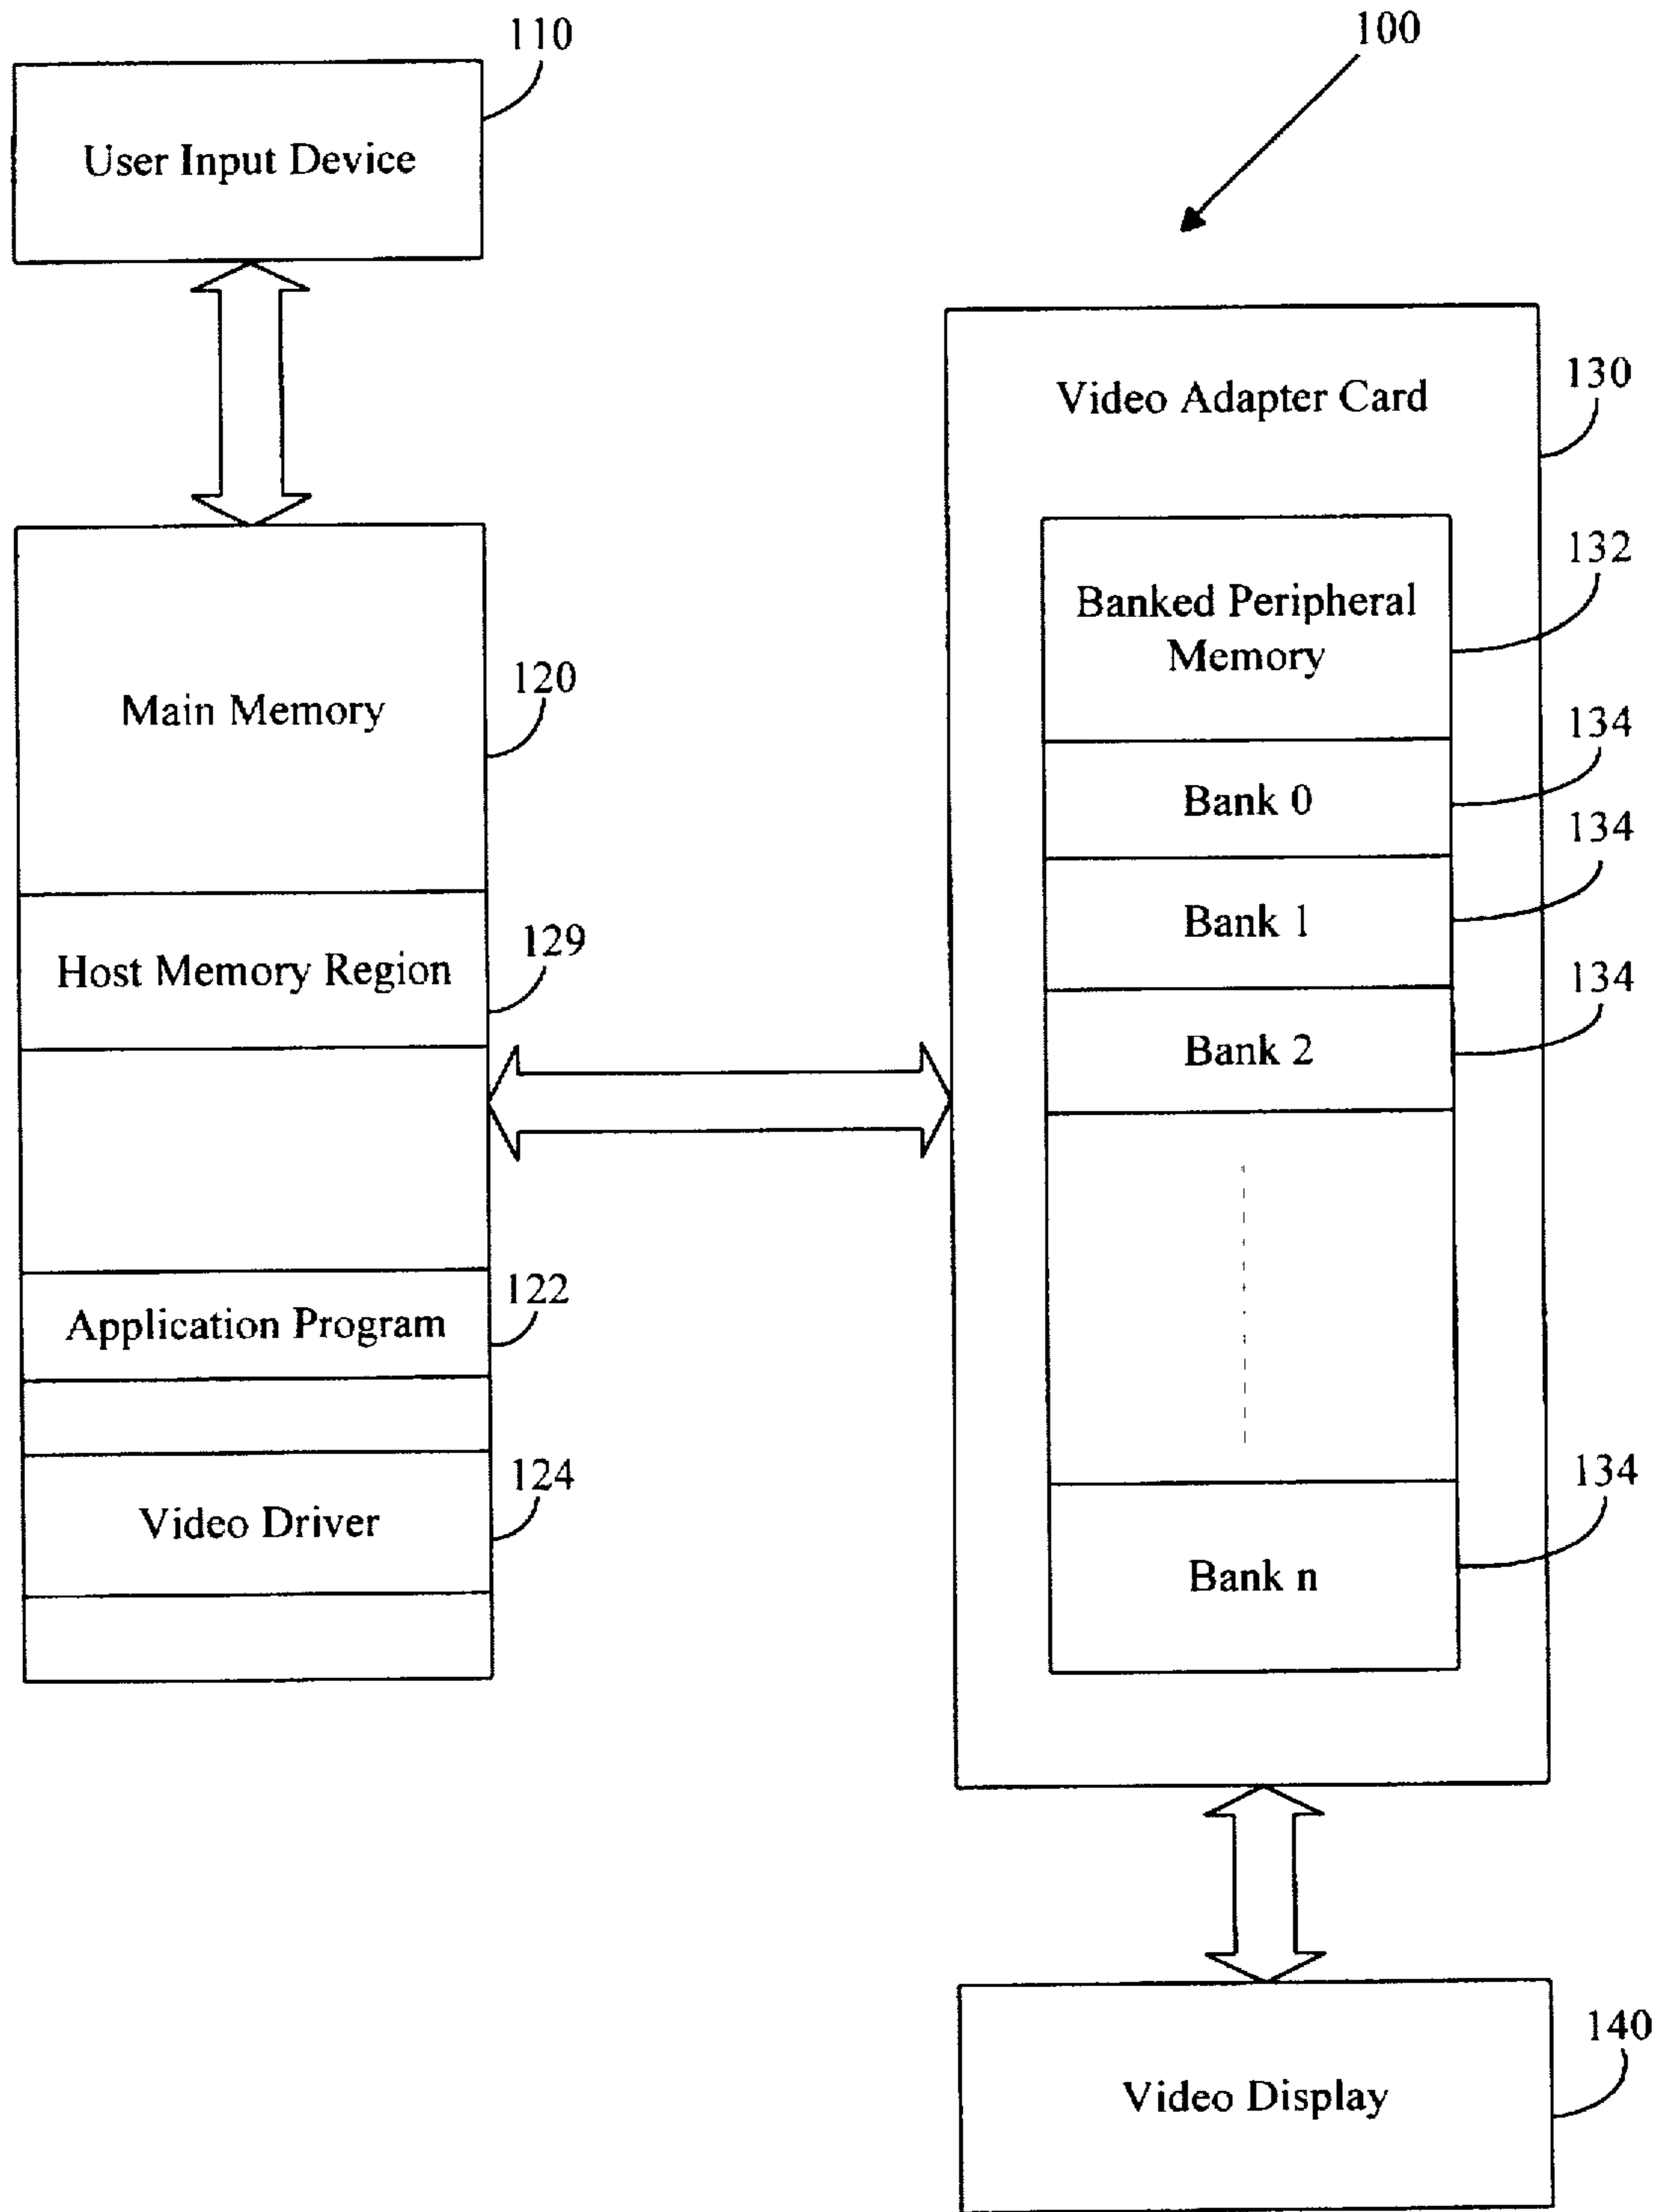 110
User Input Device
100
Main Memory
120
Host Memory Region
129
Application Program
122
Video Driver
124
Video Adapter Card
130
Banked Peripheral
Memory
132
Bank 0
134
Bank 1
134
Bank 2
134
Bank n
134
Video Display
140